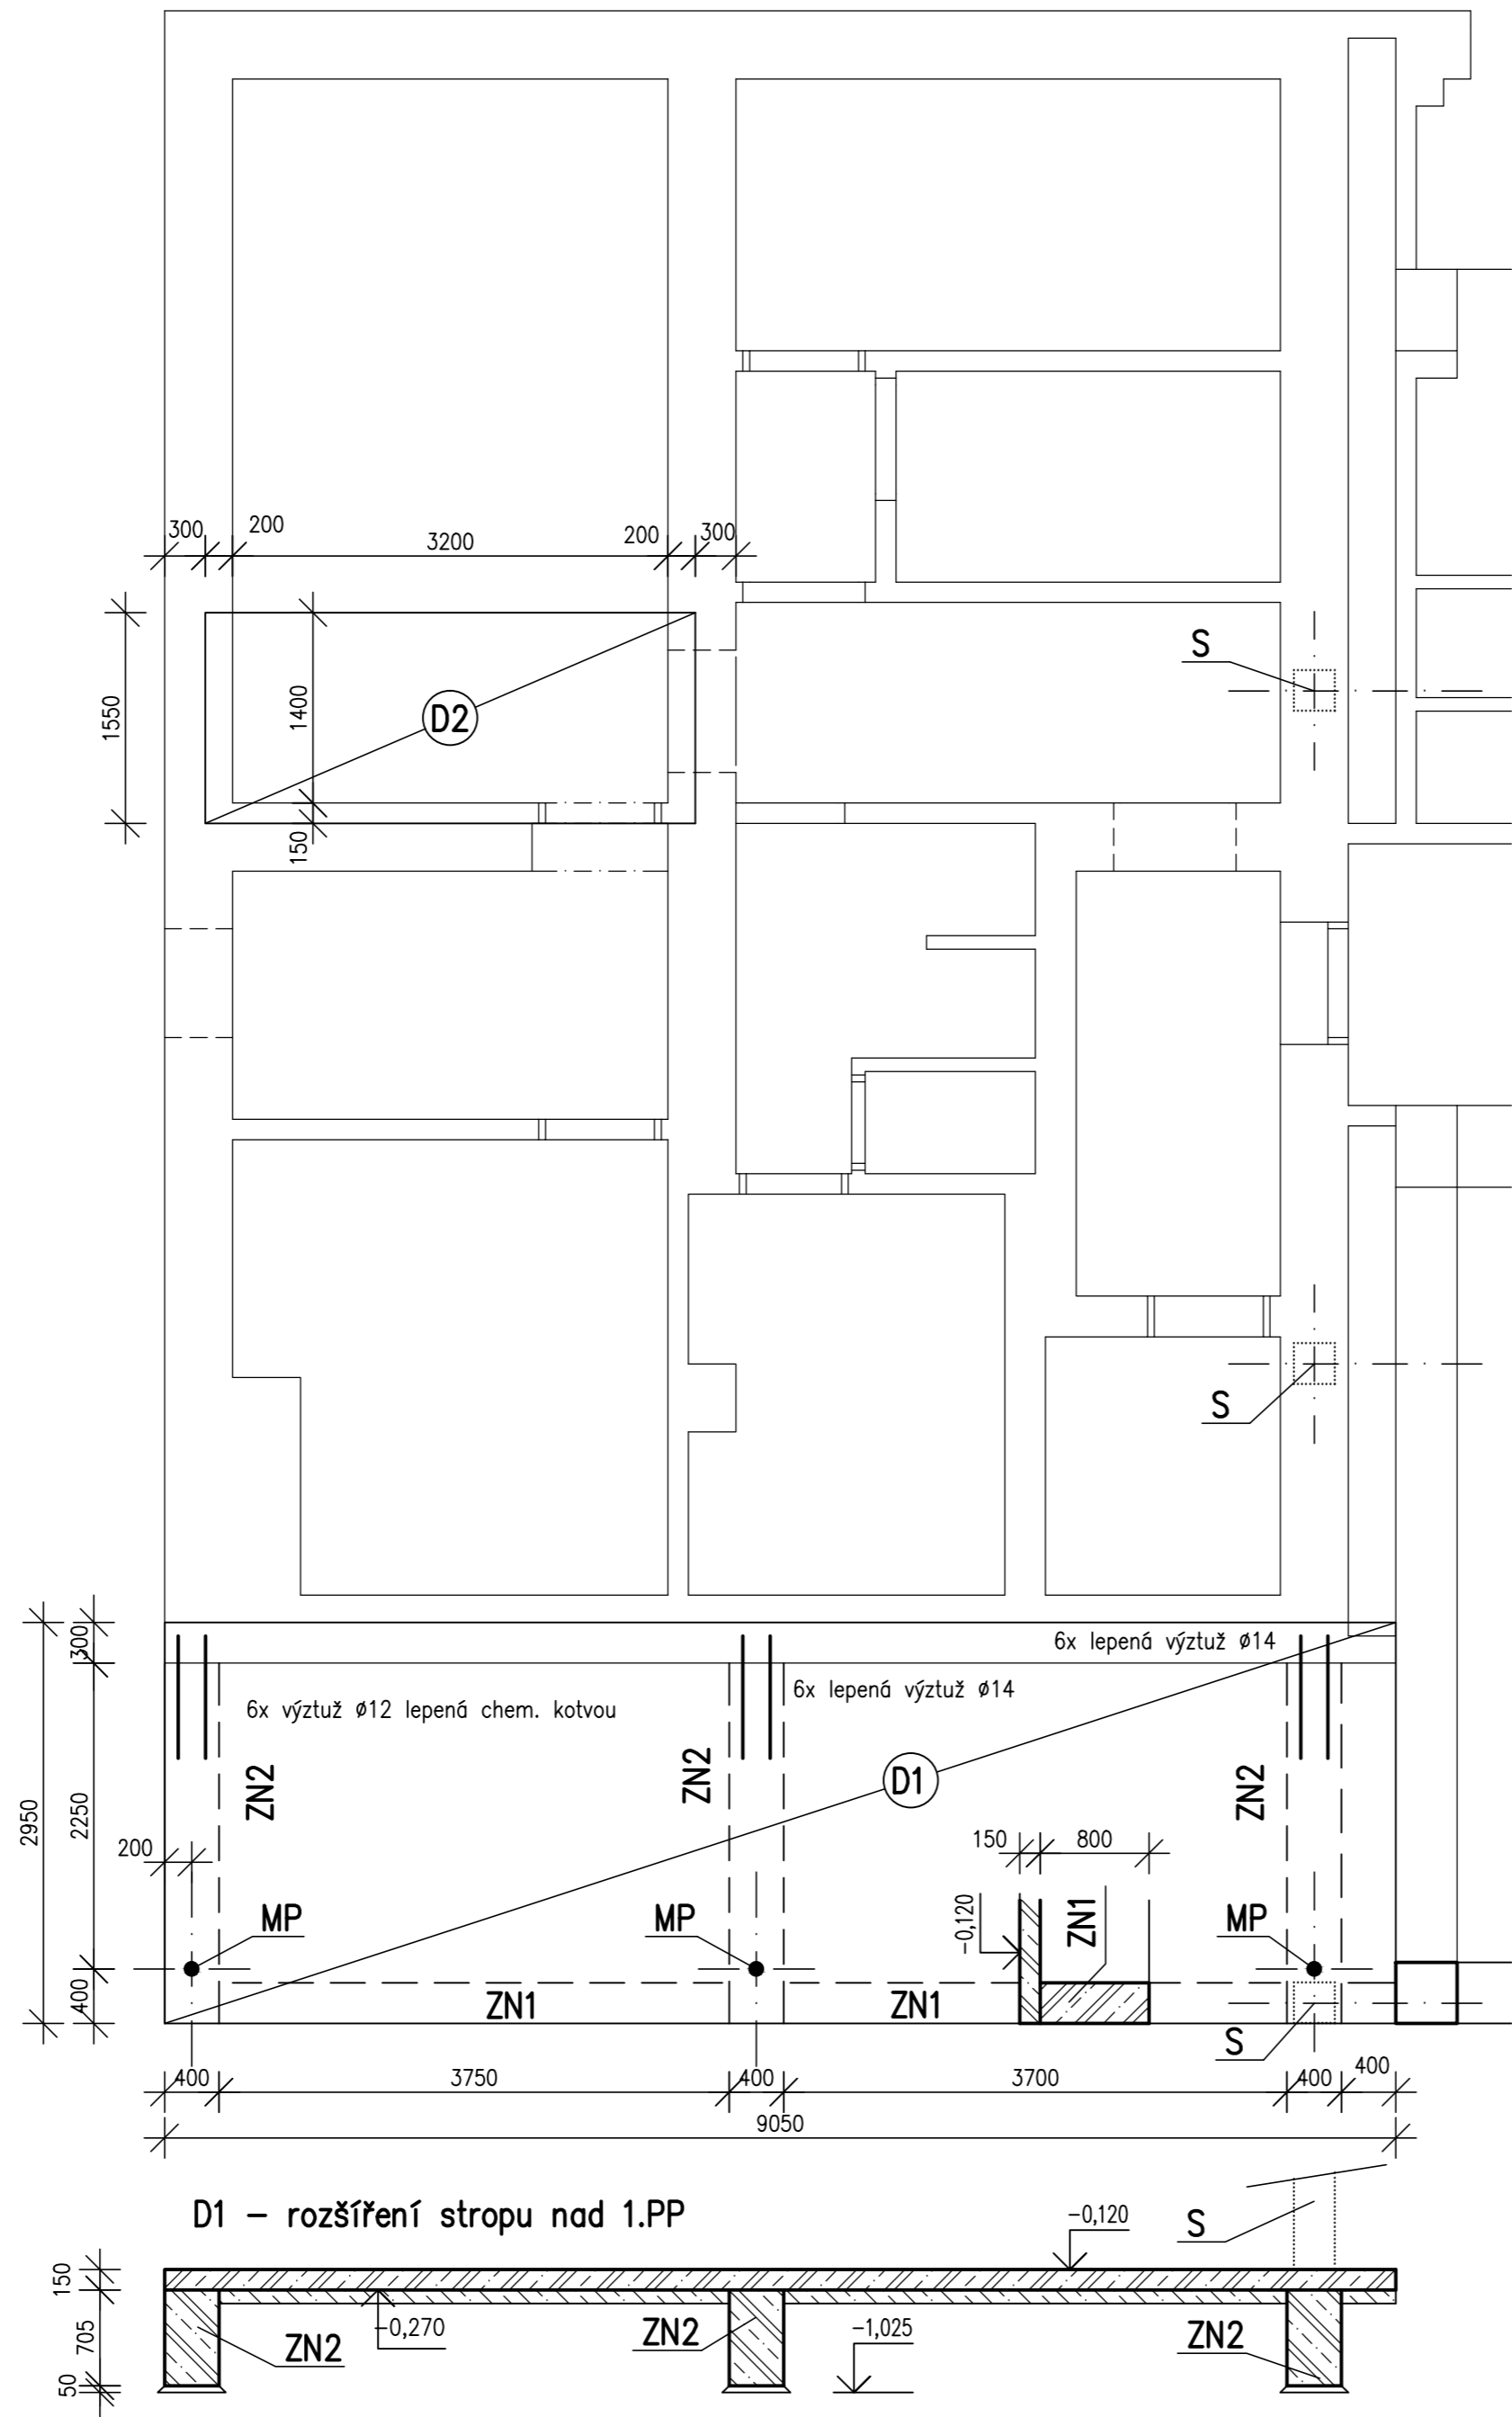 300
200
3200
200
300
S
1550
1400
D2
150
S
300
6x lepená výztuž ø14
6x lepená výztuž ø14
6x výztuž ø12 lepená chem. kotvou
ZN2
ZN2
ZN2
D1
2950
2250
200
150
800
-0,120
ZN1
MP
MP
MP
400
ZN1
ZN1
S
400
3750
400
3700
400
400
9050
D1 – rozšíření stropu nad 1.PP
-0,120
S
150
705
50
-0,270
ZN2
ZN2
-1,025
ZN2